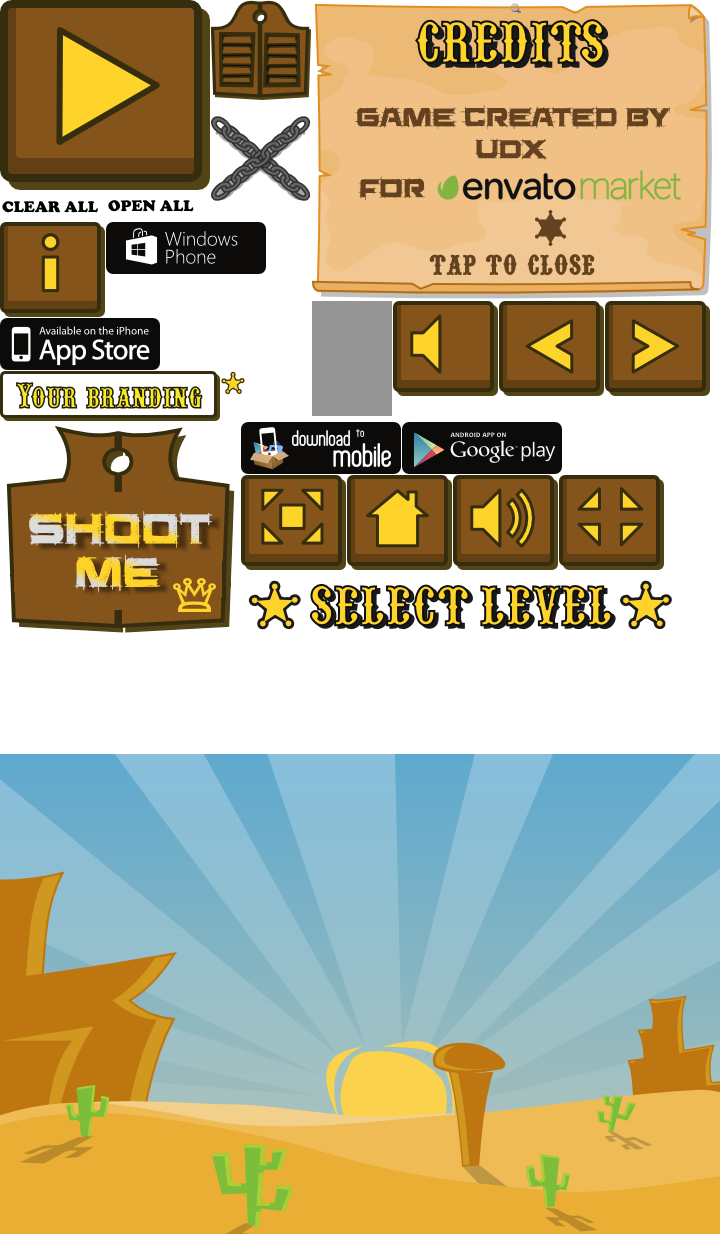 CREDITS
GAME CREATED BY
UDX
FOR envato market
TAP TO CLOSE
CLEAR ALL OPEN ALL
Windows
Phone
Available on the iPhone
App Store
YOUR BRANDING
download to
mobile
ANDROID APP ON
Google play
SHOOT
ME
SELECT LEVEL